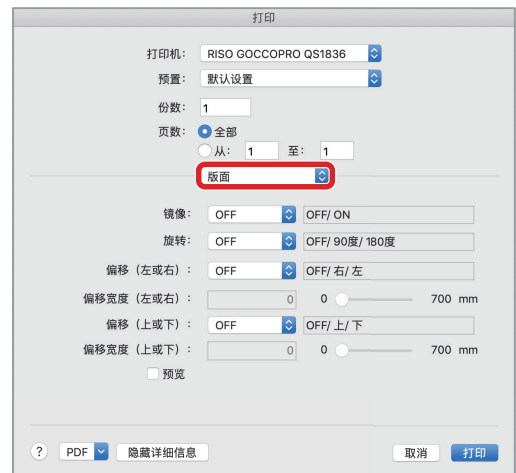 打印
打印机: RISO GOCCOPRO QS1836
预置: 默认设置
份数: 1
页数: 全部
从: 1 至: 1
版面
镜像: OFF OFF/ ON
旋转: OFF OFF/ 90度/ 180度
偏移（左或右）: OFF OFF/ 右/ 左
偏移宽度（左或右）: 0 0 700 mm
偏移（上或下）: OFF OFF/ 上/ 下
偏移宽度（上或下）: 0 0 700 mm
预览
? PDF 隐藏详细信息 取消 打印